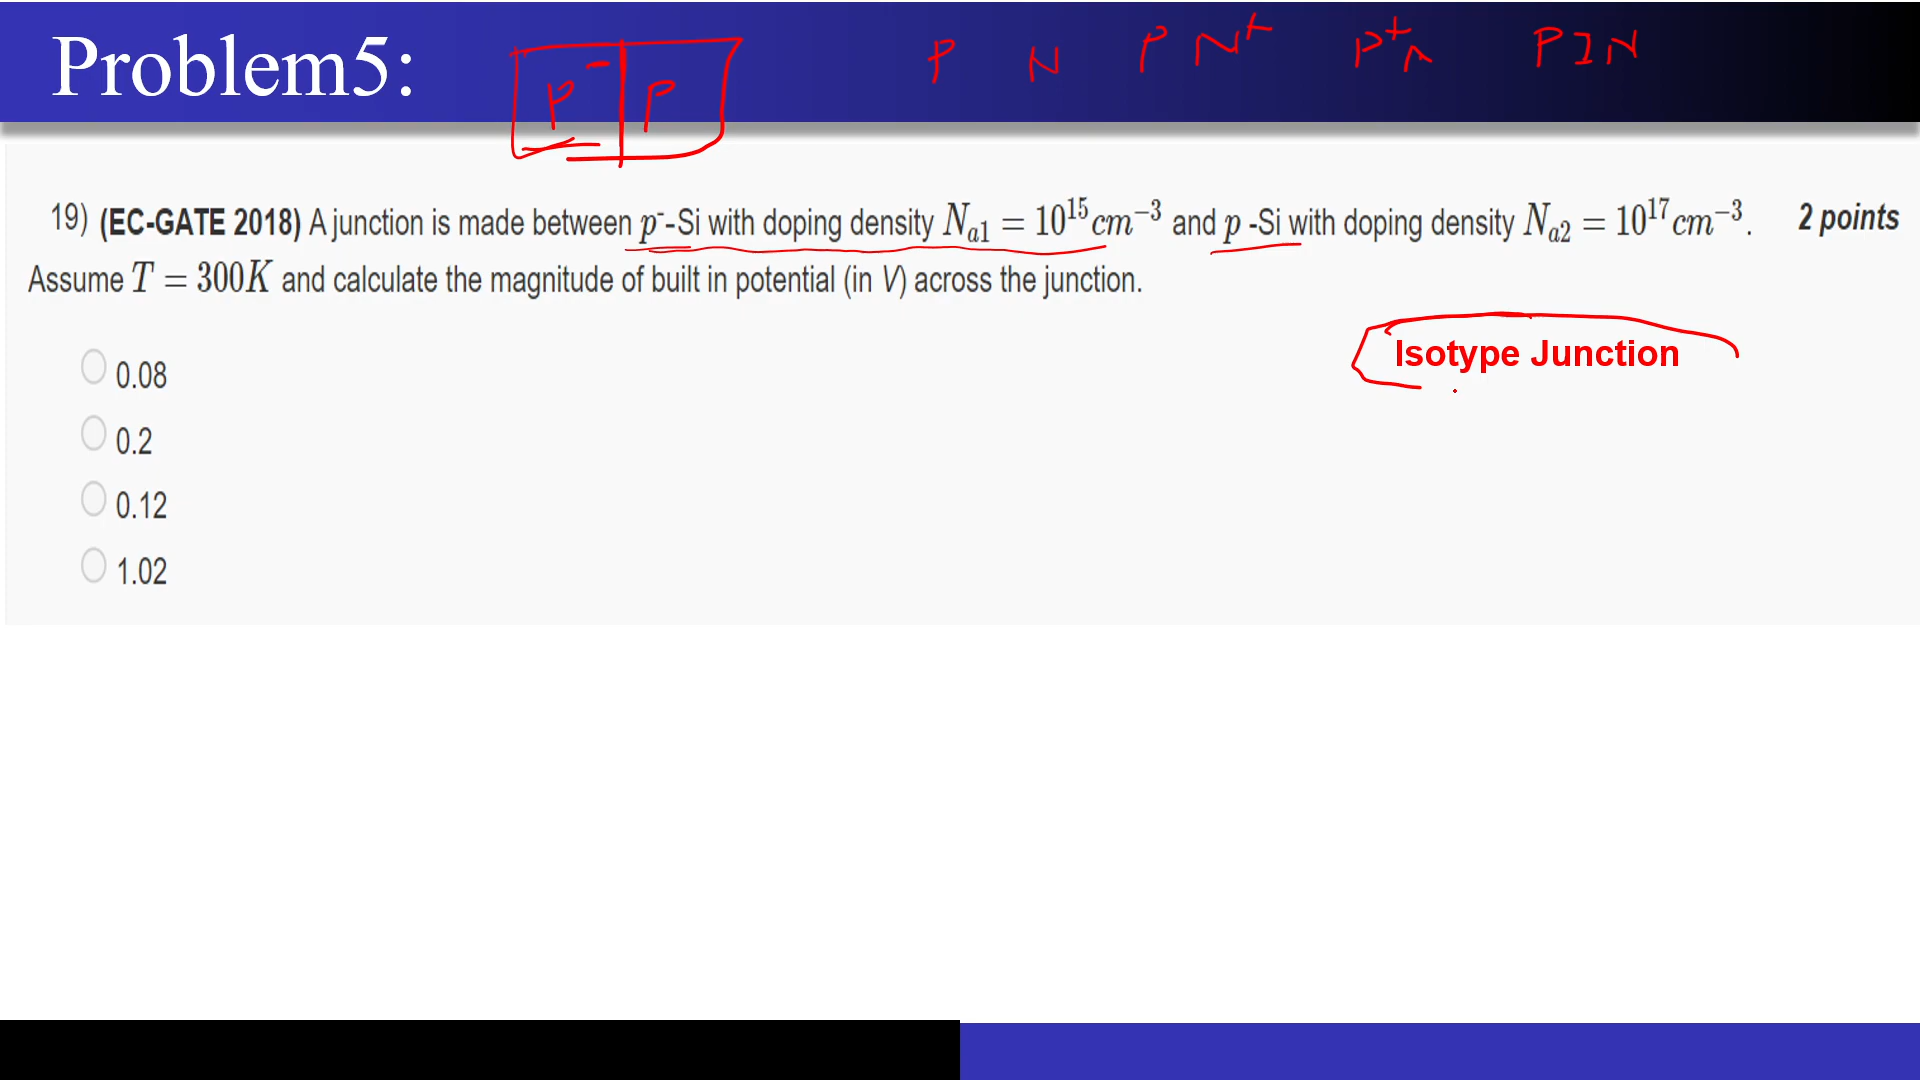 Problem5:
P⁻ P
P N P N⁺ P⁺n PIN
19) (EC-GATE 2018) A junction is made between p⁻-Si with doping density Nₐ₁ = 10¹⁵cm⁻³ and p -Si with doping density Nₐ₂ = 10¹⁷cm⁻³. 2 points
Assume T = 300K and calculate the magnitude of built in potential (in V) across the junction.
Isotype Junction
0.08
0.2
0.12
1.02